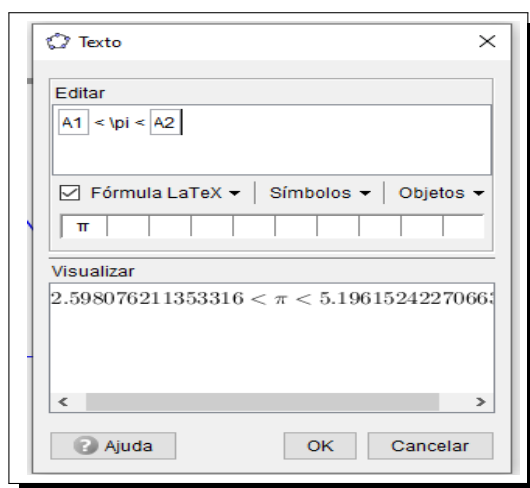 Texto
Editar
A1 < \pi < A2
Fórmula LaTeX Símbolos Objetos
π
Visualizar
2.598076211353316 < π < 5.19615242270663
Ajuda OK Cancelar